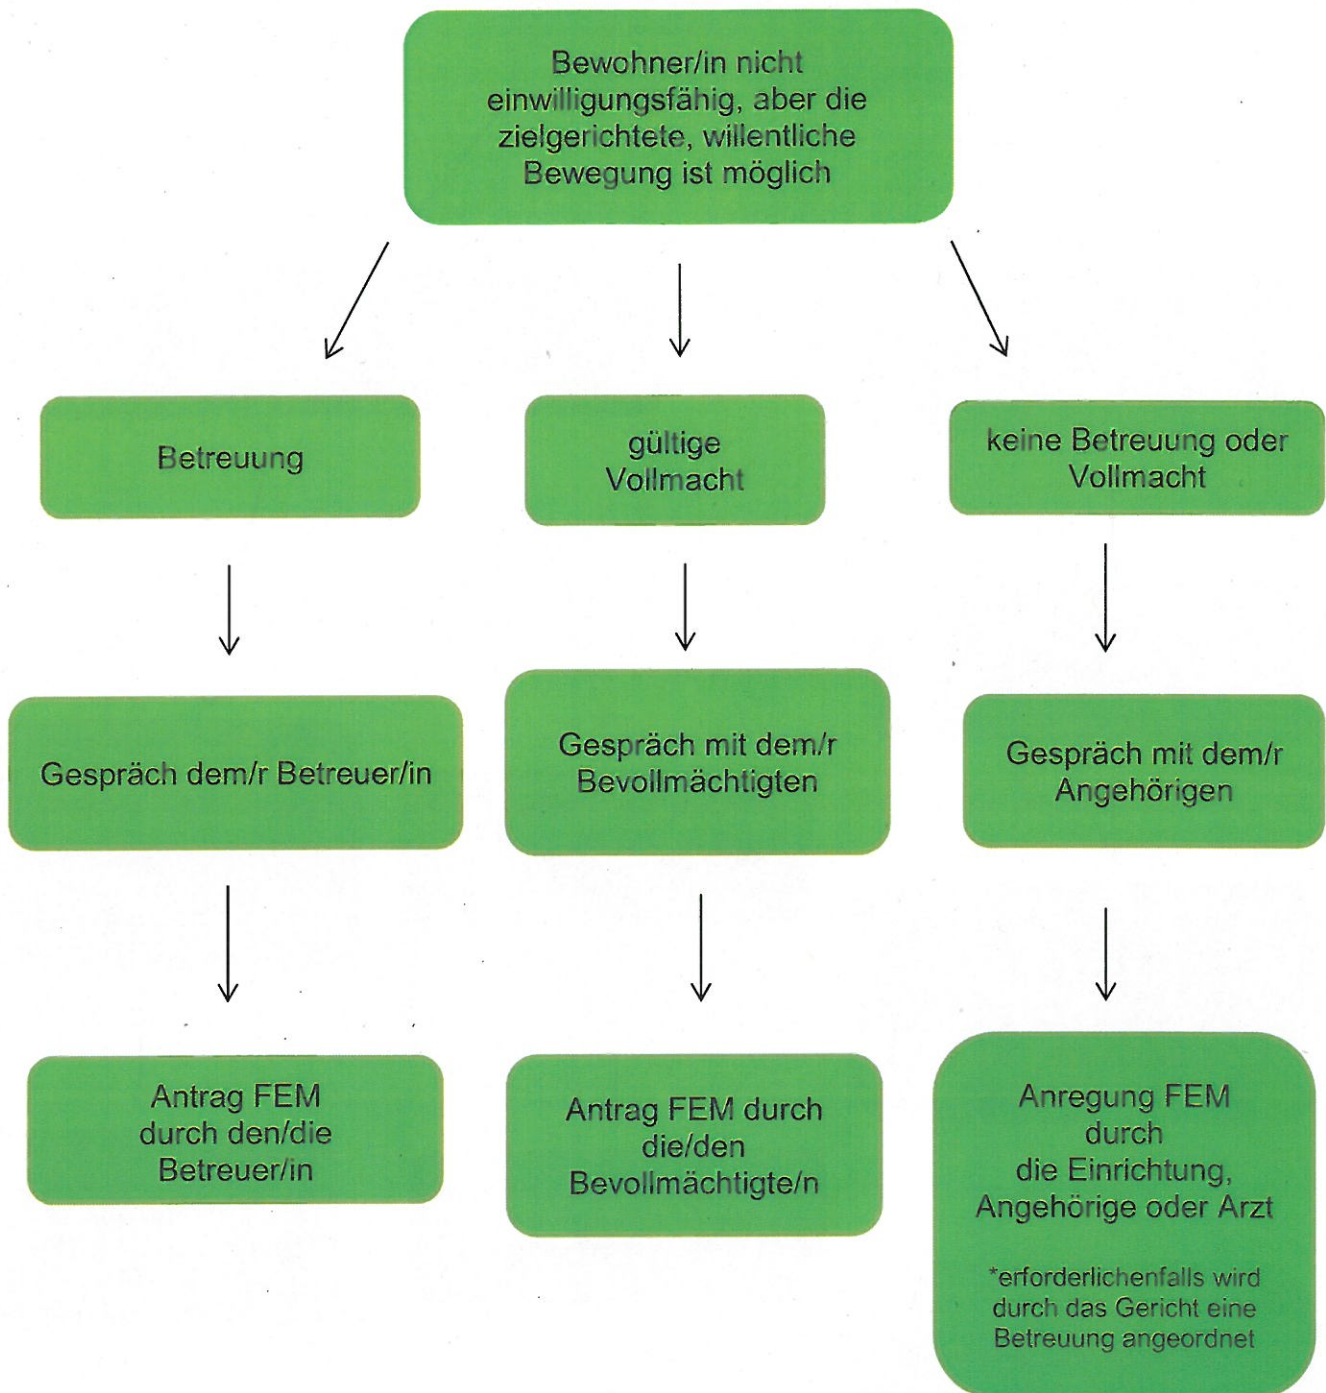 Bewohner/in nicht
einwilligungsfähig, aber die
zielgerichtete, willentliche
Bewegung ist möglich
Betreuung
gültige
Vollmacht
keine Betreuung oder
Vollmacht
Gespräch dem/r Betreuer/in
Gespräch mit dem/r
Bevollmächtigten
Gespräch mit dem/r
Angehörigen
Antrag FEM
durch den/die
Betreuer/in
Antrag FEM durch
die/den
Bevollmächtigte/n
Anregung FEM
durch
die Einrichtung,
Angehörige oder Arzt
*erforderlichenfalls wird
durch das Gericht eine
Betreuung angeordnet